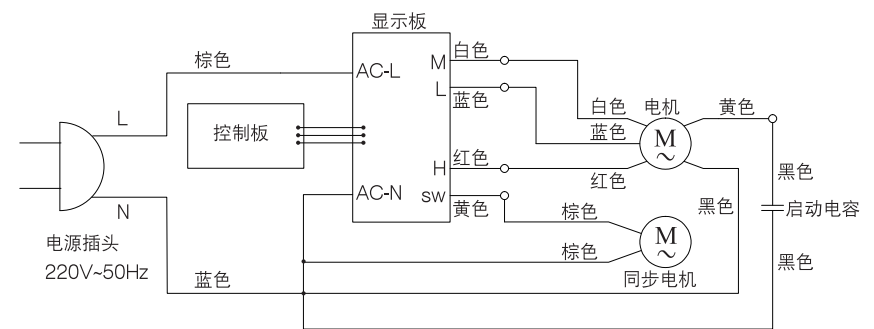 显示板
棕色
AC-L
M
白色
L
蓝色
L
控制板
白色
电机
黄色
蓝色
M
H
红色
红色
黑色
AC-N
SW
黄色
棕色
黑色
启动电容
N
电源插头
220V~50Hz
棕色
M
同步电机
黑色
蓝色